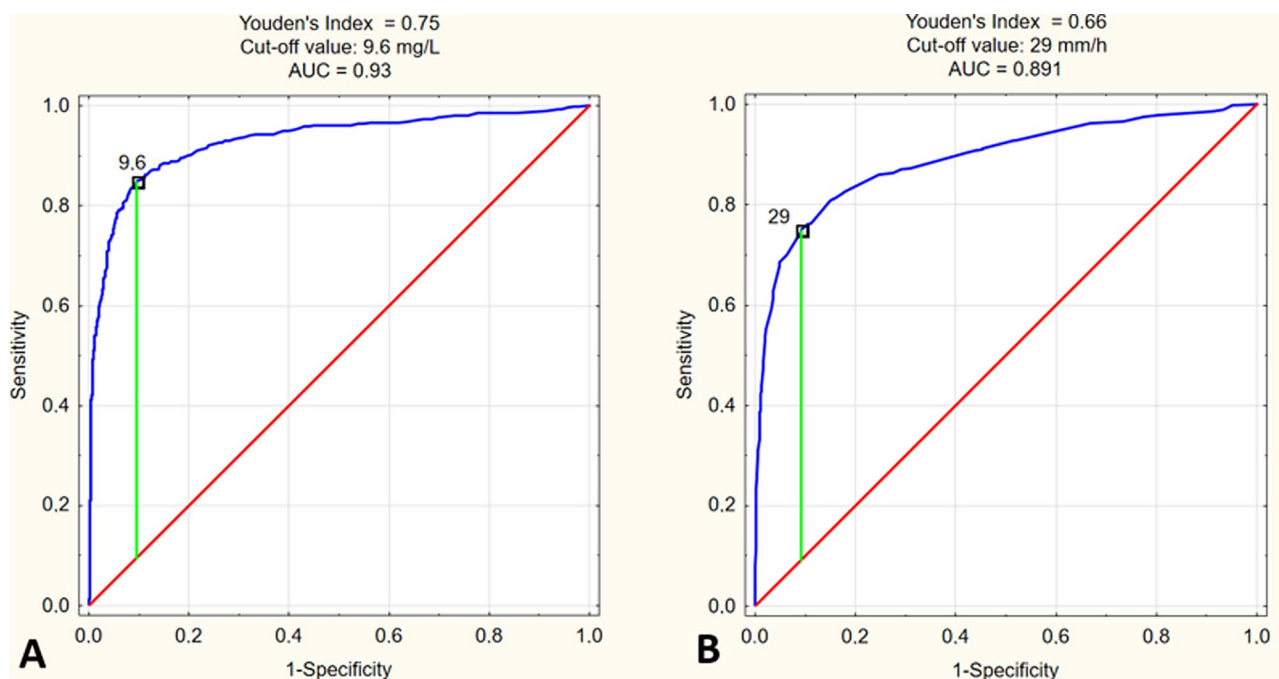 Youden's Index = 0.75
Cut-off value: 9.6 mg/L
AUC = 0.93
1.0
0.8
0.6
0.4
0.2
0.0
Sensitivity
9.6
0.0 0.2 0.4 0.6 0.8 1.0
1-Specificity
A
Youden's Index = 0.66
Cut-off value: 29 mm/h
AUC = 0.891
1.0
0.8
0.6
0.4
0.2
0.0
Sensitivity
29
0.0 0.2 0.4 0.6 0.8 1.0
1-Specificity
B